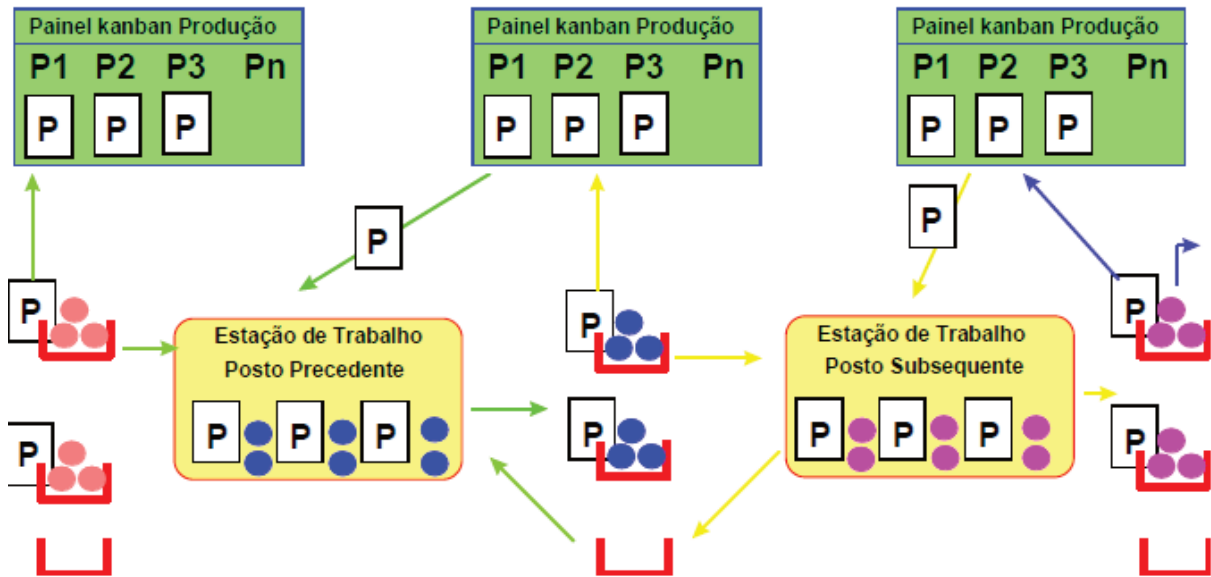 Painel kanban Produção
P1 P2 P3 Pn
P P P
Painel kanban Produção
P1 P2 P3 Pn
P P P
Painel kanban Produção
P1 P2 P3 Pn
P P P
P
P
P
P
P
Estação de Trabalho
Posto Precedente
P P P
P
P
Estação de Trabalho
Posto Subsequente
P P P
P